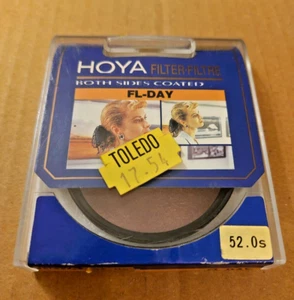 HOYA FILTER-FILTRE
BOTH SIDES COATED
FL-DAY
TOLEDO
17.54
52.0s